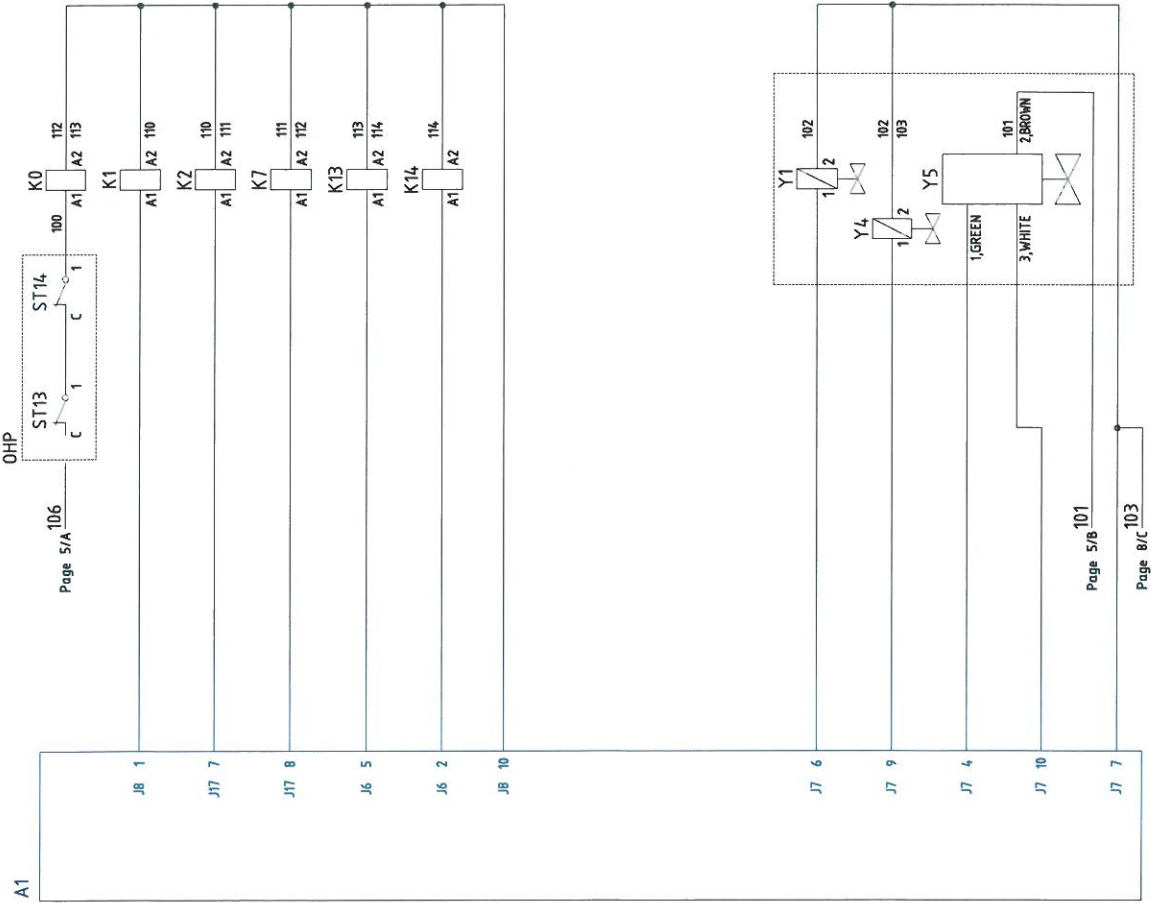 OHP
Page 5/A 106
ST13
C
1
ST14
C
1
100
K0
A1
A2
112
113
K1
A1
A2
110
K2
A1
A2
110
111
K7
A1
A2
111
112
K13
A1
A2
113
114
K14
A1
A2
114
Y1
1
2
102
Y4
1
2
102
103
Y5
1,GREEN
3,WHITE
101
2,BROWN
Page 5/B 101
Page 8/C 103
A1
J8 1
J17 7
J17 8
J6 5
J6 2
J8 10
J7 6
J7 9
J7 4
J7 10
J7 7